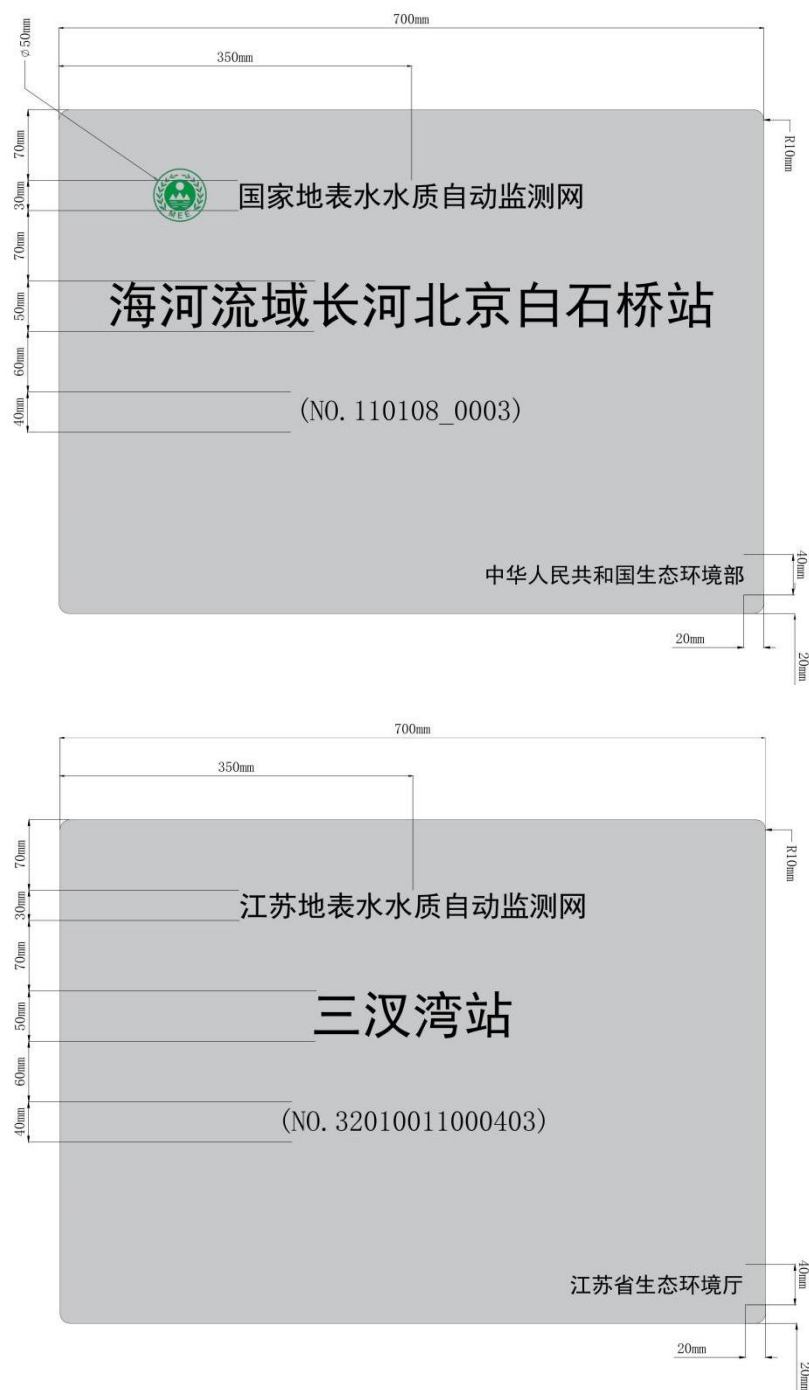 700mm
350mm
∅50mm
70mm
R10mm
30mm
MEE
国家地表水水质自动监测网
70mm
50mm
海河流域长河北京白石桥站
60mm
40mm
(NO.110108_0003)
40mm
中华人民共和国生态环境部
20mm
20mm
700mm
350mm
70mm
R10mm
30mm
江苏地表水水质自动监测网
70mm
50mm
三汊湾站
60mm
40mm
(NO.32010011000403)
40mm
江苏省生态环境厅
20mm
20mm